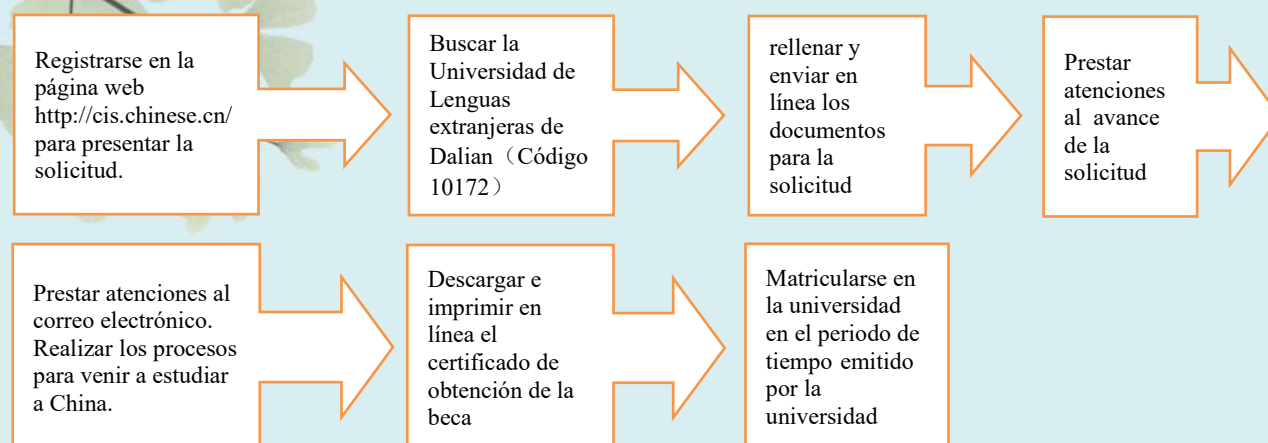 Registrarse en la
página web
http://cis.chinese.cn/
para presentar la
solicitud.
Buscar la
Universidad de
Lenguas
extranjeras de
Dalian（Código
10172）
rellenar y
enviar en
línea los
documentos
para la
solicitud
Prestar
atenciones
al avance
de la
solicitud
Prestar atenciones al
correo electrónico.
Realizar los procesos
para venir a estudiar
a China.
Descargar e
imprimir en
línea el
certificado de
obtención de la
beca
Matricularse en
la universidad
en el periodo de
tiempo emitido
por la
universidad